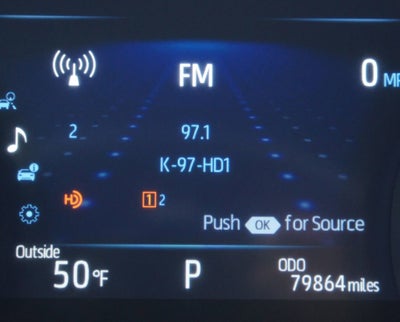 FM
0 MP
2 97.1
K-97-HD1
HD 1 2
Push OK for Source
Outside ODO
50 °F P 79864 miles